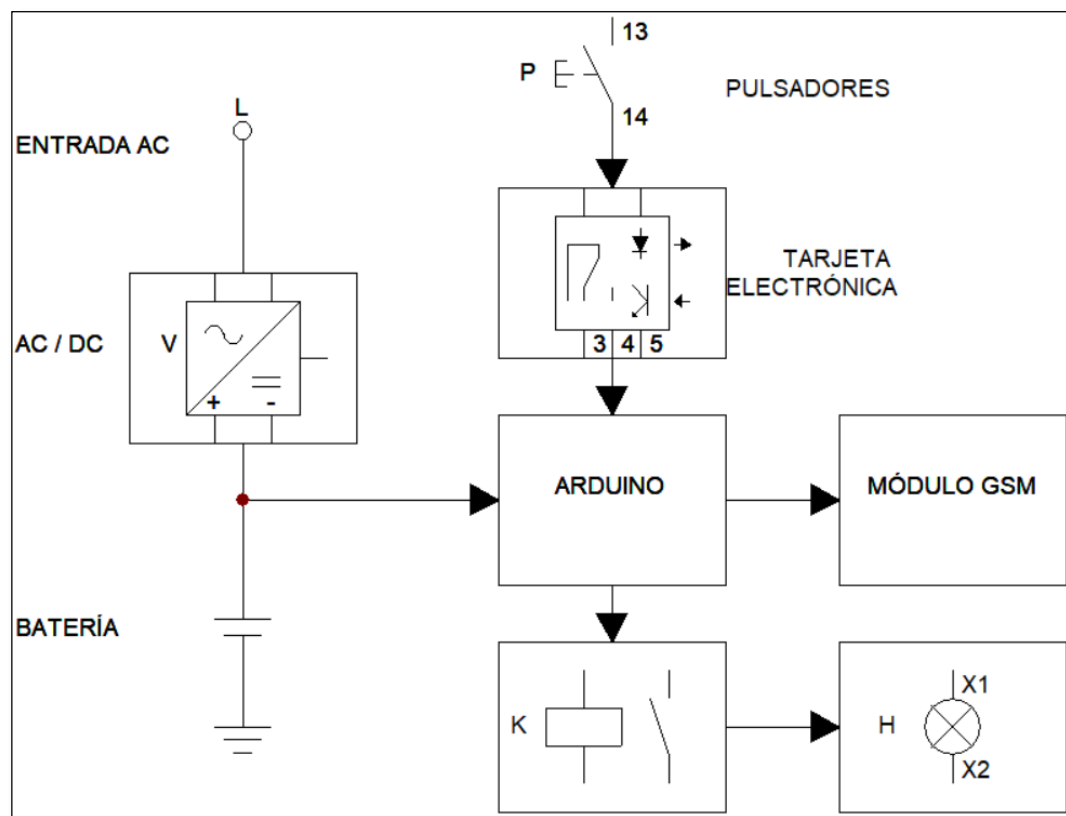 13
P
PULSADORES
14
L
ENTRADA AC
TARJETA
ELECTRÓNICA
3 4 5
AC / DC
V
+ -
ARDUINO
MÓDULO GSM
BATERÍA
K
H
X1
X2